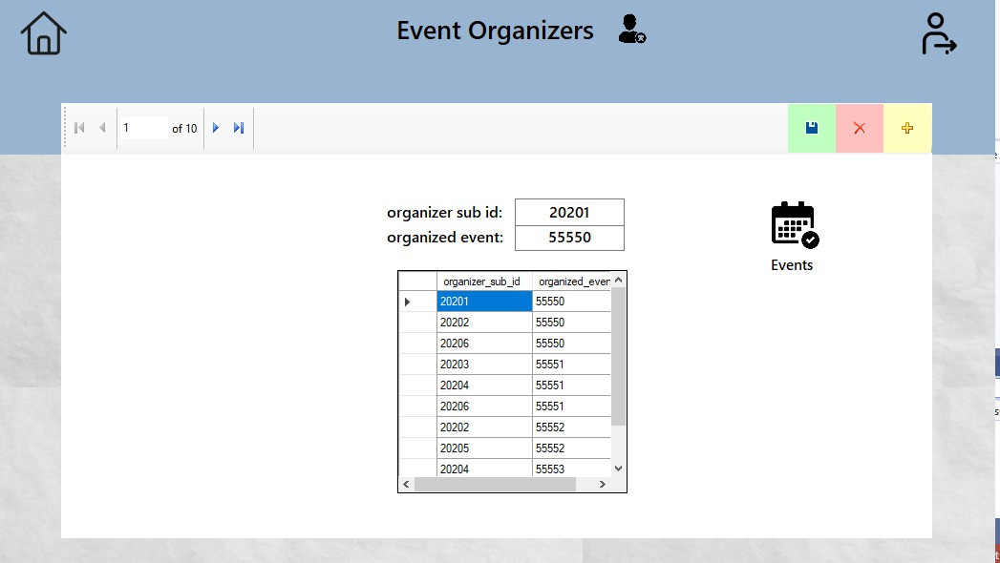 Event Organizers
1 of 10
organizer sub id: 20201
organized event: 55550
Events
organizer_sub_id organized_even
20201 55550
20202 55550
20206 55550
20203 55551
20204 55551
20206 55551
20202 55552
20205 55552
20204 55553